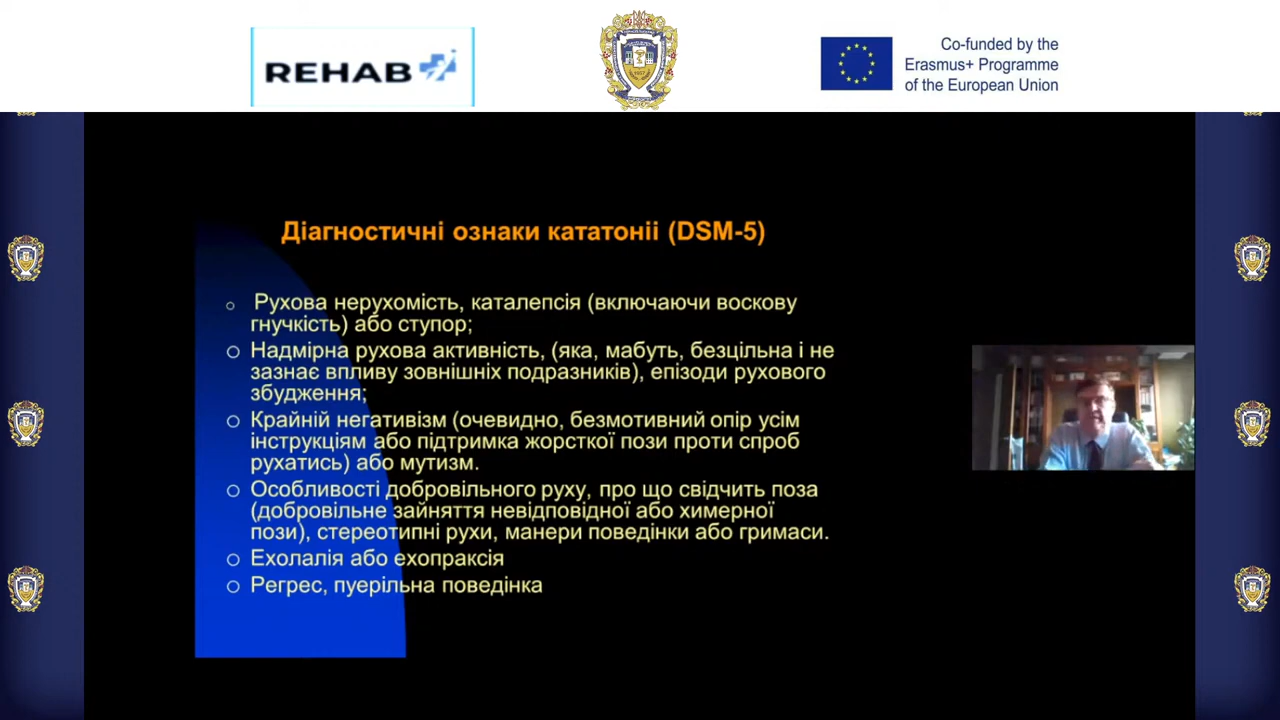 REHAB
Co-funded by the
Erasmus+ Programme
of the European Union
Діагностичні ознаки кататоніі (DSM-5)
Рухова нерухомість, каталепсія (включаючи воскову
гнучкість) або ступор;
Надмірна рухова активність, (яка, мабуть, безцільна і не
зазнає впливу зовнішніх подразників), епізоди рухового
збудження;
Крайній негативізм (очевидно, безмотивний опір усім
інструкціям або підтримка жорсткої пози проти спроб
рухатись) або мутизм.
Особливості добровільного руху, про що свідчить поза
(добровільне зайняття невідповідної або химерної
пози), стереотипні рухи, манери поведінки або гримаси.
Ехолалія або ехопраксія
Регрес, пуерільна поведінка